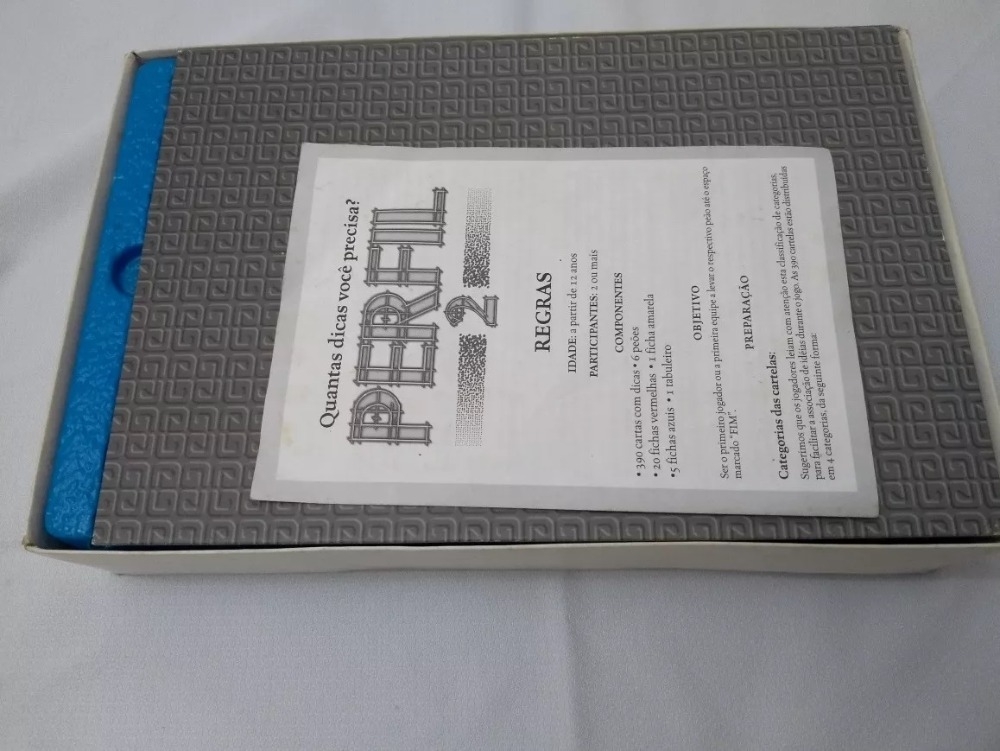 Quantas dicas você precisa?
PERFIL
2
REGRAS
IDADE: a partir de 12 anos
PARTICIPANTES: 2 ou mais
COMPONENTES
• 390 cartas com dicas • 6 peões
• 20 fichas vermelhas • 1 ficha amarela
•5 fichas azuis • 1 tabuleiro
OBJETIVO
Ser o primeiro jogador ou a primeira equipe a levar o respectivo peão até o espaço
marcado "FIM".
PREPARAÇÃO
Categorias das cartelas:
Sugerimos que os jogadores leiam com atenção esta classificação de categorias,
para facilitar a associação de idéias durante o jogo. As 390 cartelas estão distribuídas
em 4 categorias, da seguinte forma: